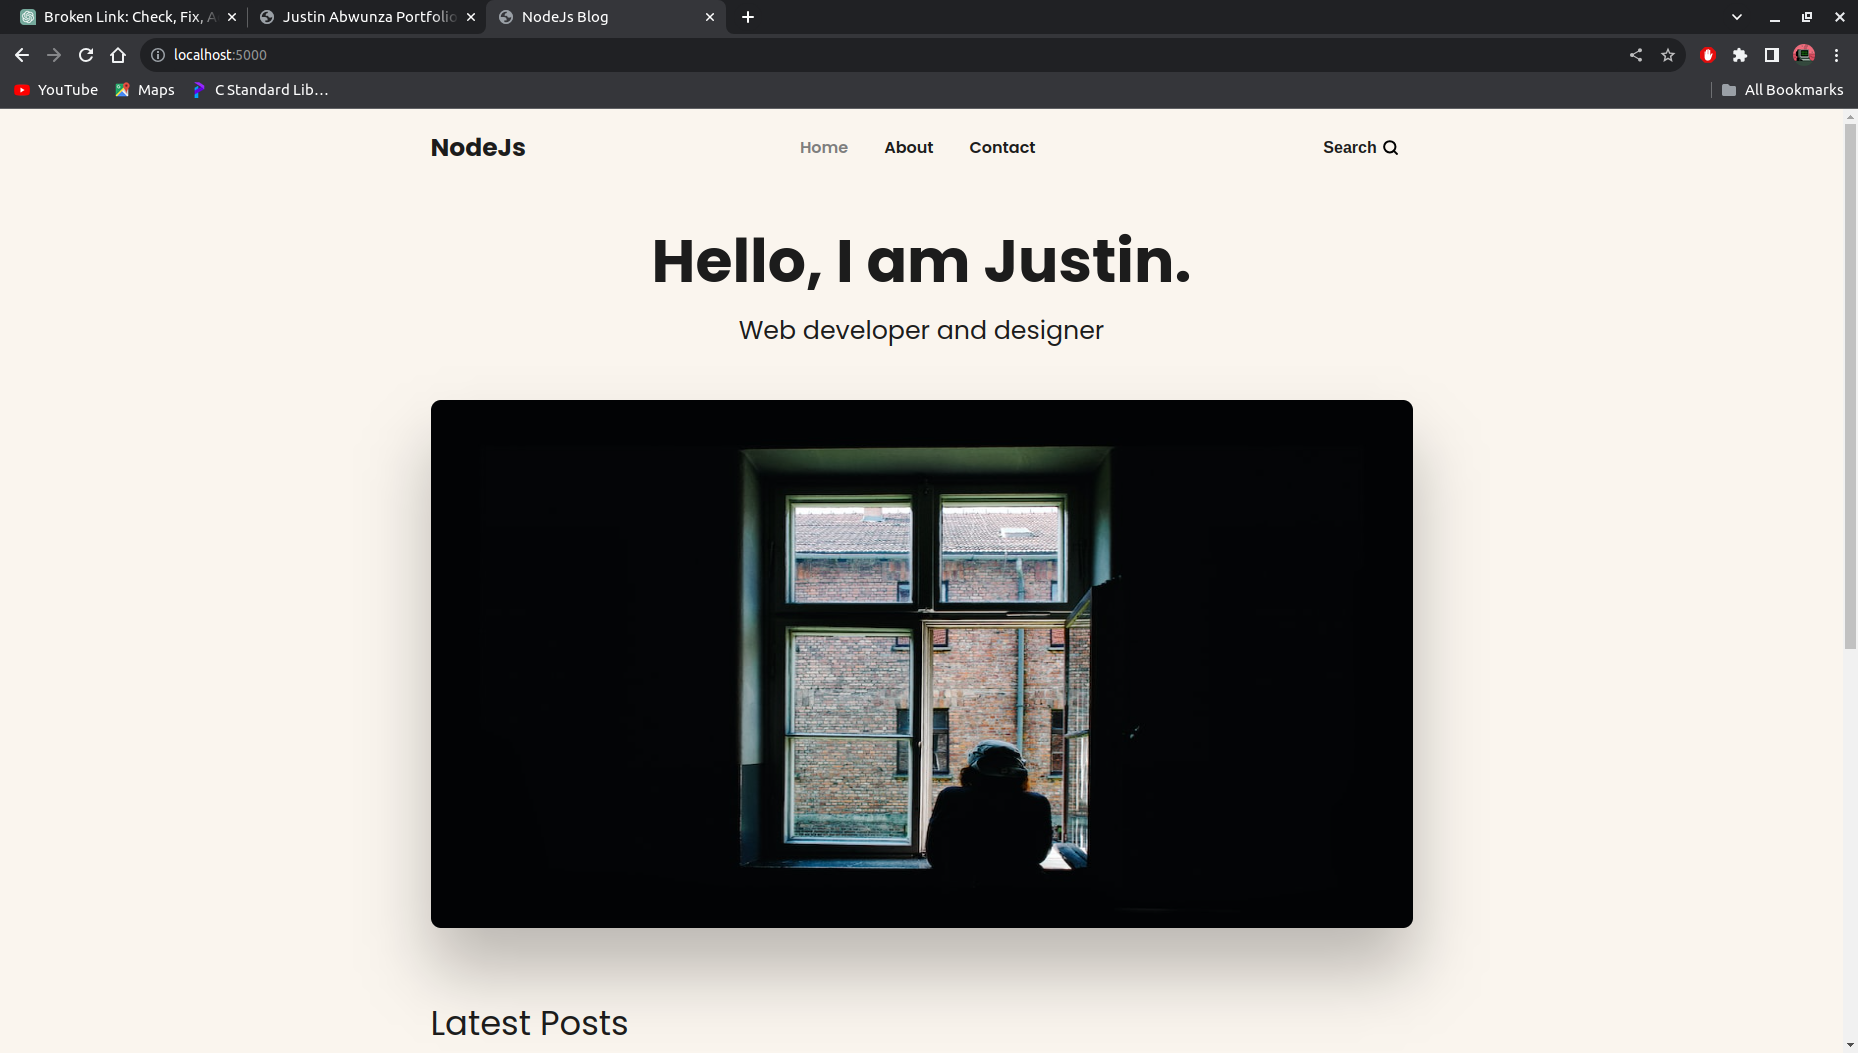 Broken Link: Check, Fix, A
Justin Abwunza Portfolio
NodeJs Blog
localhost:5000
YouTube
Maps
C Standard Lib...
All Bookmarks
NodeJs
Home
About
Contact
Search
Hello, I am Justin.
Web developer and designer
Latest Posts